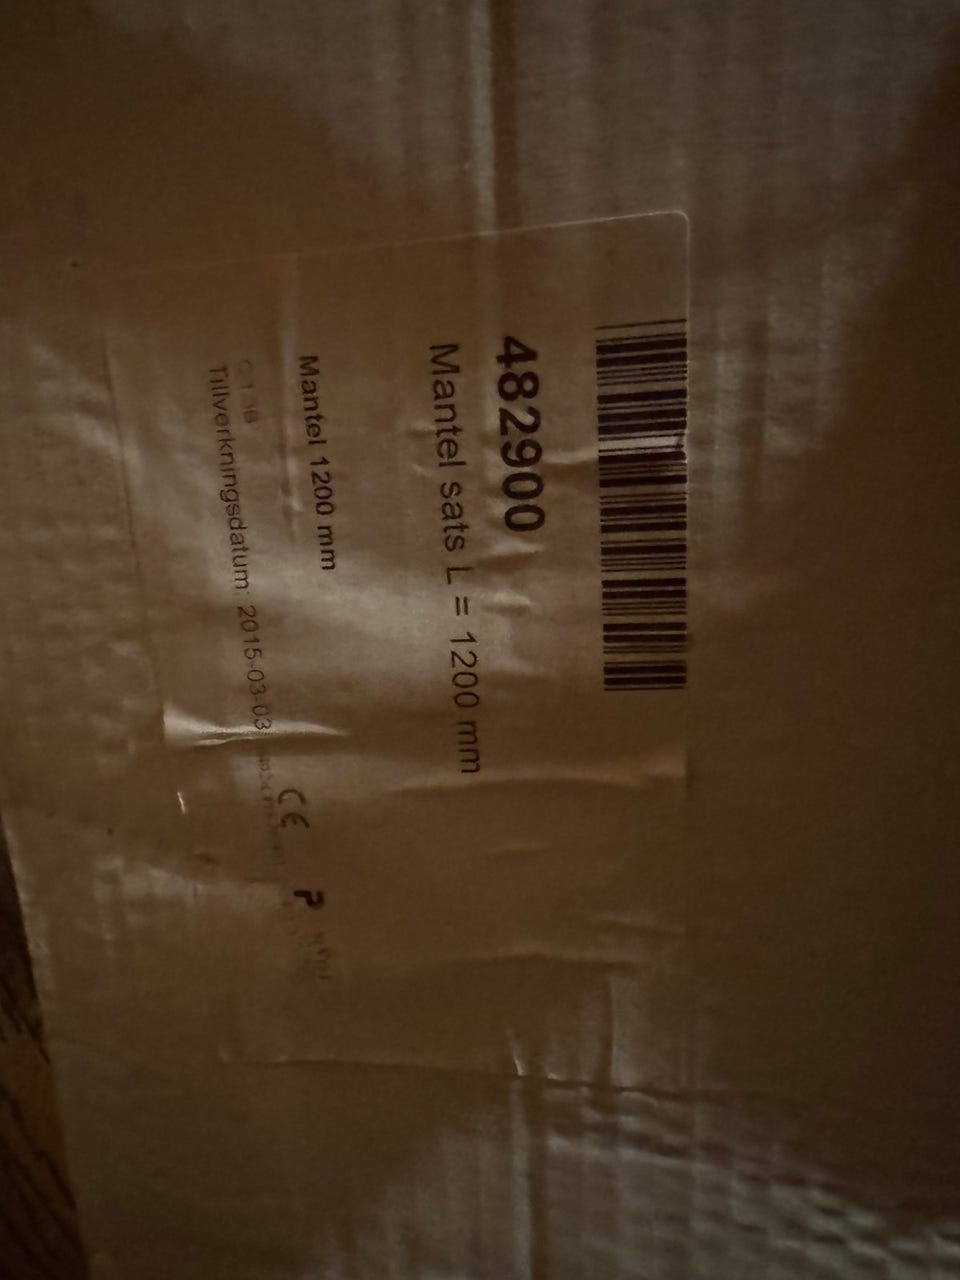 482900
Mantel sats L = 1200 mm
Mantel 1200 mm
Tillverkningsdatum: 2015-03-03
CE
P